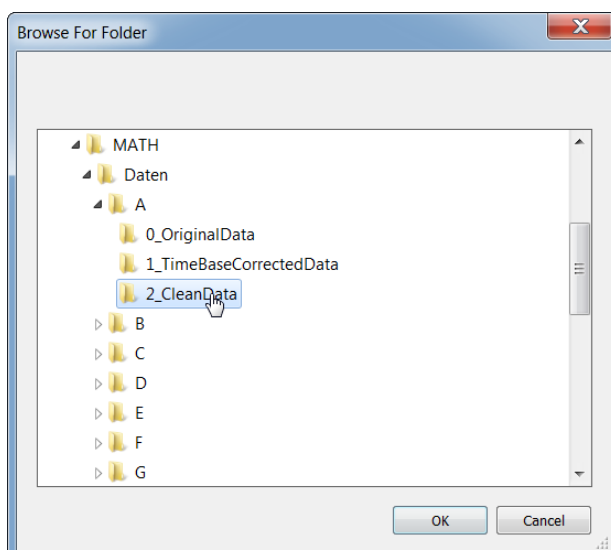 Browse For Folder
MATH
Daten
A
0_OriginalData
1_TimeBaseCorrectedData
2_CleanData
B
C
D
E
F
G
OK Cancel